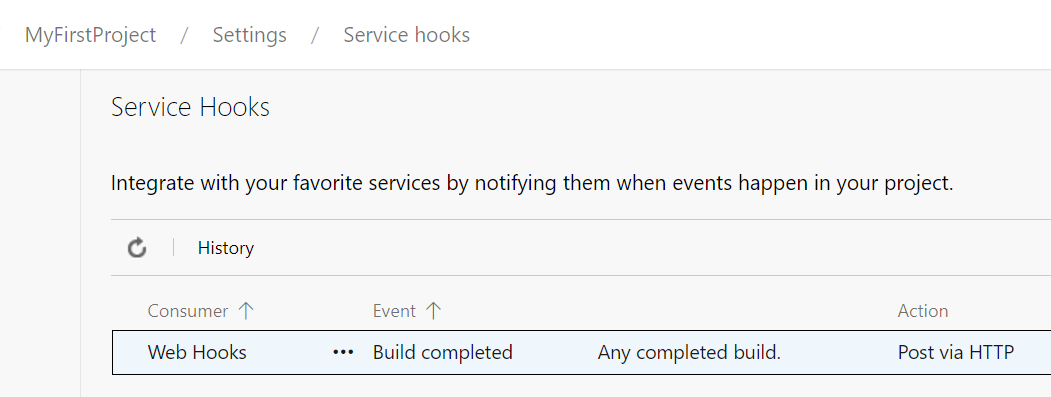 MyFirstProject / Settings / Service hooks
Service Hooks
Integrate with your favorite services by notifying them when events happen in your project.
History
Consumer ↑ Event ↑ Action
Web Hooks ••• Build completed Any completed build. Post via HTTP